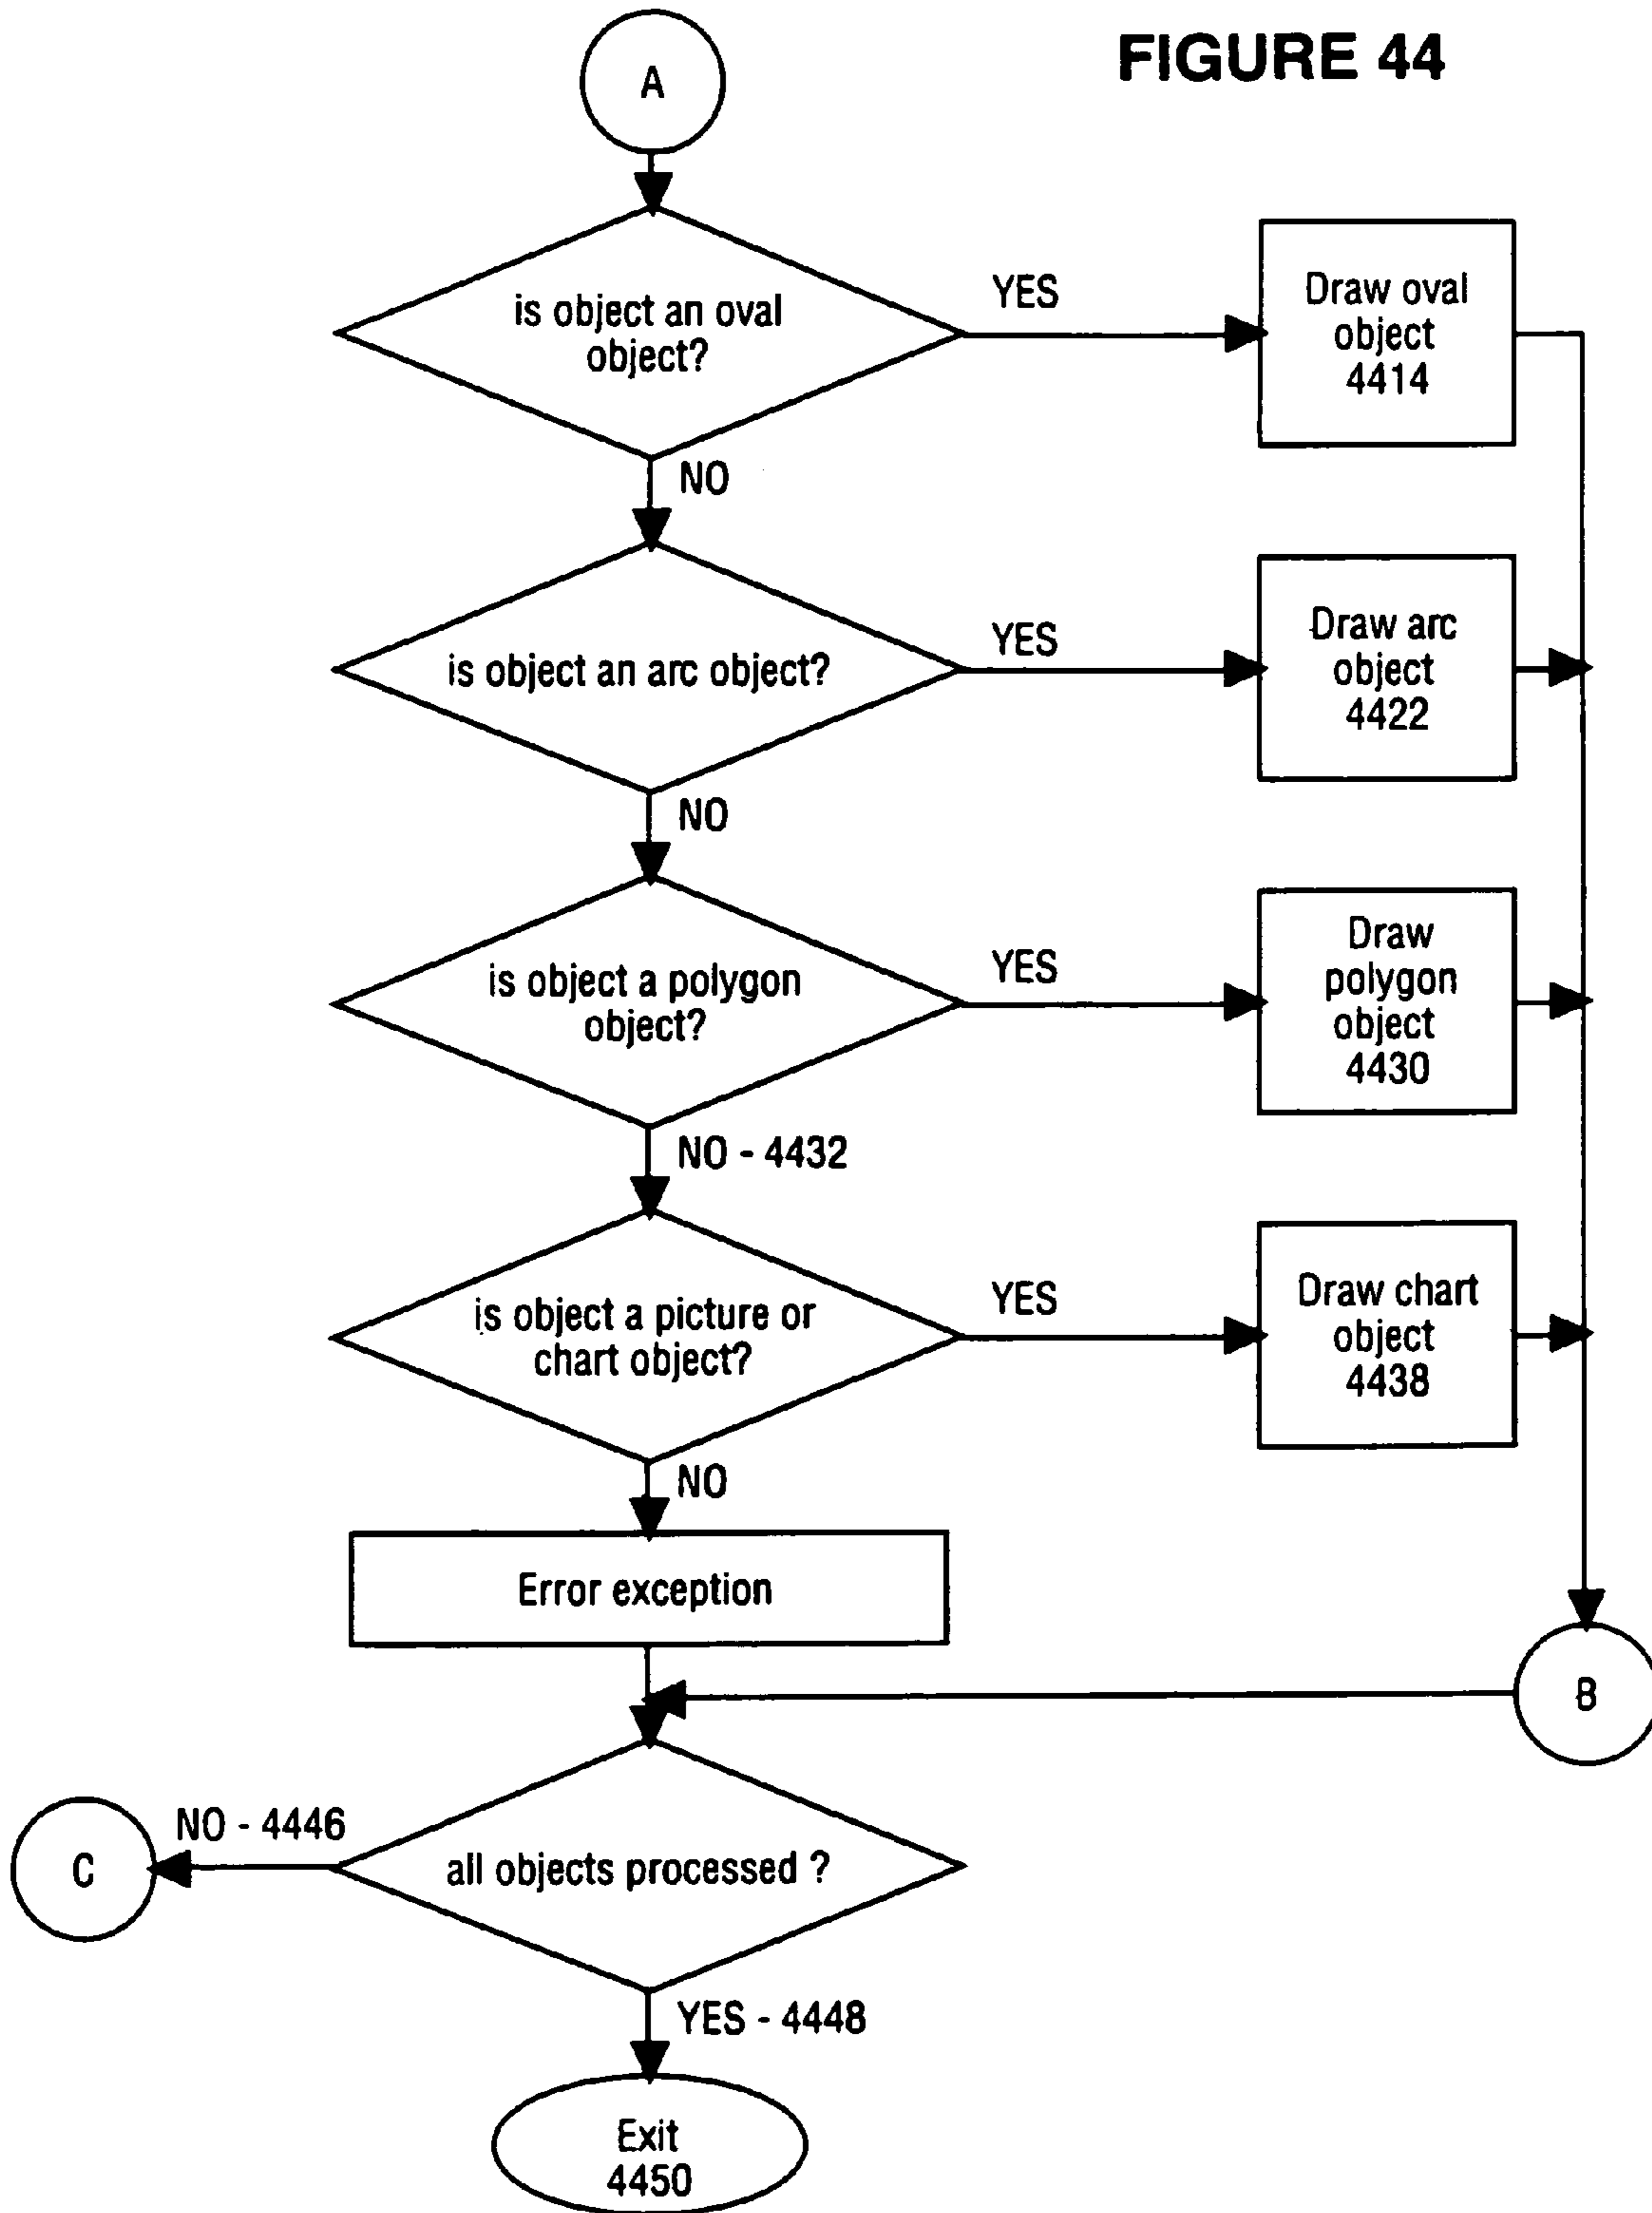 FIGURE 44
A
is object an oval
object?
YES
Draw oval
object
4414
NO
is object an arc object?
YES
Draw arc
object
4422
NO
is object a polygon
object?
YES
Draw
polygon
object
4430
NO - 4432
is object a picture or
chart object?
YES
Draw chart
object
4438
NO
Error exception
B
NO - 4446
C
all objects processed ?
YES - 4448
Exit
4450